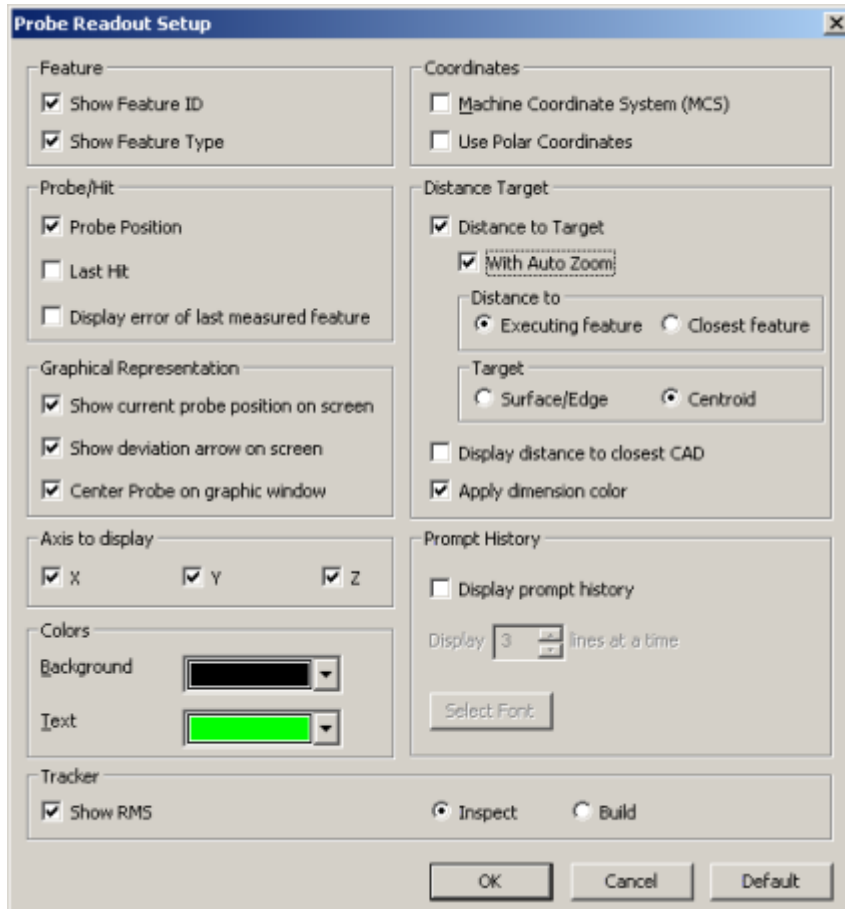 Probe Readout Setup
Feature
Show Feature ID
Show Feature Type
Probe/Hit
Probe Position
Last Hit
Display error of last measured feature
Graphical Representation
Show current probe position on screen
Show deviation arrow on screen
Center Probe on graphic window
Axis to display
X Y Z
Colors
Background
Text
Coordinates
Machine Coordinate System (MCS)
Use Polar Coordinates
Distance Target
Distance to Target
With Auto Zoom
Distance to
Executing feature Closest feature
Target
Surface/Edge Centroid
Display distance to closest CAD
Apply dimension color
Prompt History
Display prompt history
Display 3 lines at a time
Select Font
Tracker
Show RMS Inspect Build
OK Cancel Default